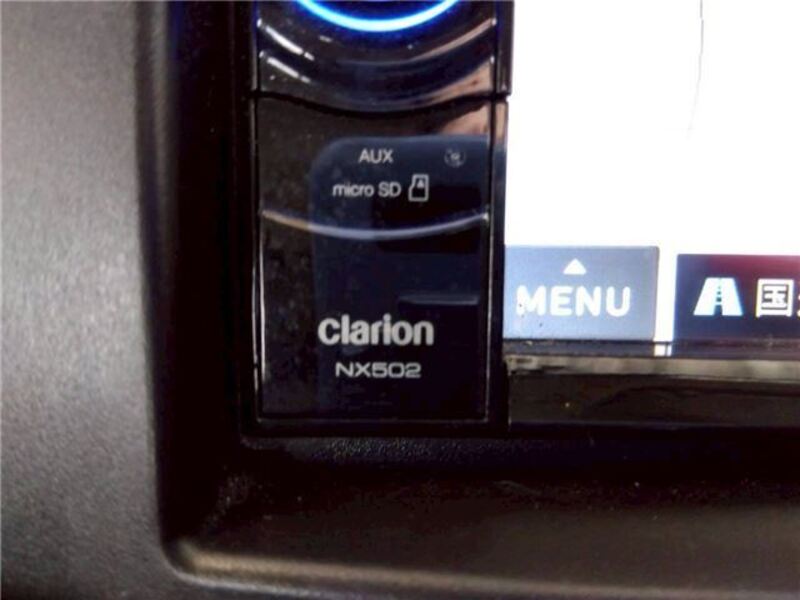 AUX
micro SD
MENU
国
clarion
NX502